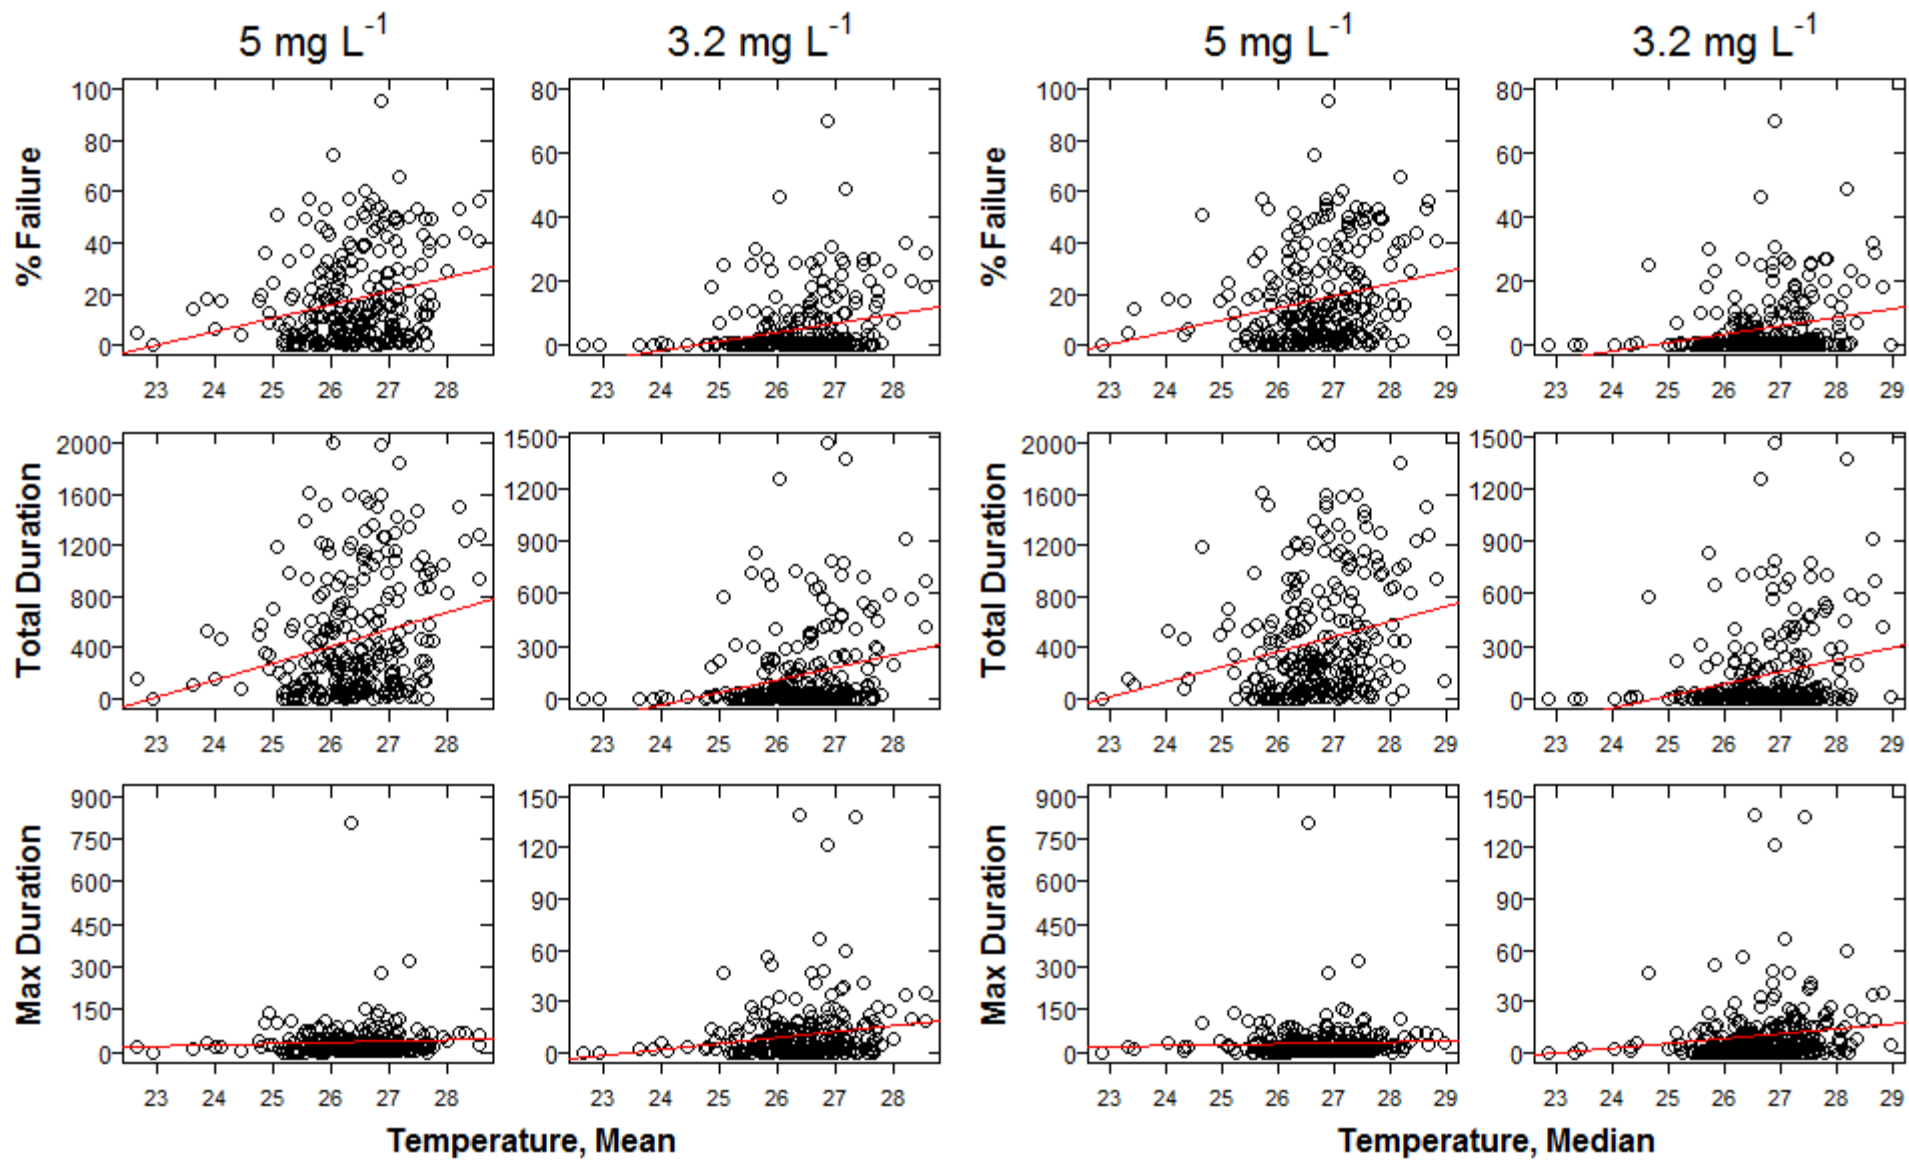 5 mg L⁻¹ 3.2 mg L⁻¹ 5 mg L⁻¹ 3.2 mg L⁻¹
% Failure
100 80 60 40 20 0
23 24 25 26 27 28
80 60 40 20 0
23 24 25 26 27 28
% Failure
100 80 60 40 20 0
23 24 25 26 27 28 29
80 60 40 20 0
23 24 25 26 27 28 29
Total Duration
2000 1600 1200 800 400 0
23 24 25 26 27 28
1500 1200 900 600 300 0
23 24 25 26 27 28
Total Duration
2000 1600 1200 800 400 0
23 24 25 26 27 28 29
1500 1200 900 600 300 0
23 24 25 26 27 28 29
Max Duration
900 750 600 450 300 150 0
23 24 25 26 27 28
150 120 90 60 30 0
23 24 25 26 27 28
Max Duration
900 750 600 450 300 150 0
23 24 25 26 27 28 29
150 120 90 60 30 0
23 24 25 26 27 28 29
Temperature, Mean
Temperature, Median